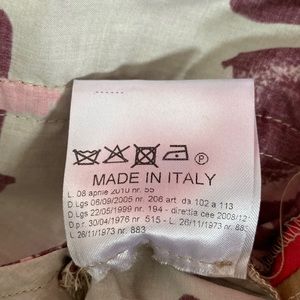 P
MADE IN ITALY
L. 08 aprile 2010 nr. 55
D.Lgs 06/09/2005 nr. 206 art da 102 a 113
D.Lgs 22/05/1999 nr. 194 - direttia cee 2008/12
D.p.r. 30/04/1976 nr. 515 - L. 26/11/1973 nr. 883
L. 26/11/1973 nr. 883